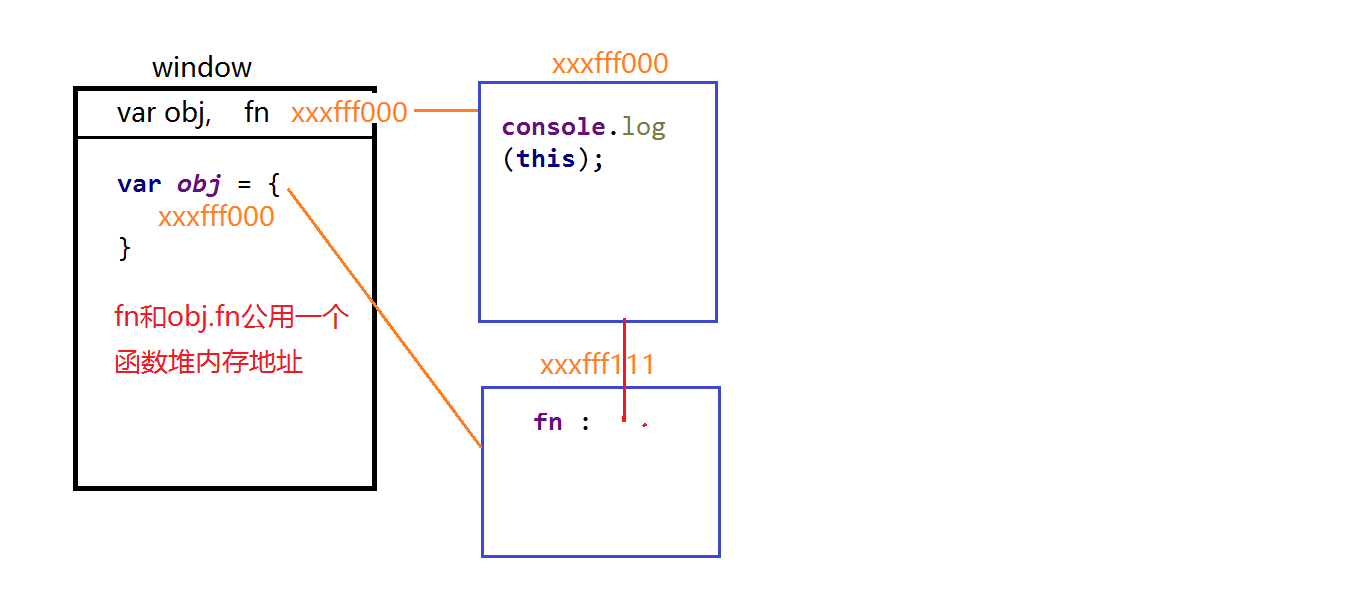 window
var obj, fn xxxfff000
var obj = {
xxxfff000
}
fn和obj.fn公用一个
函数堆内存地址
xxxfff000
console.log
(this);
xxxfff111
fn :